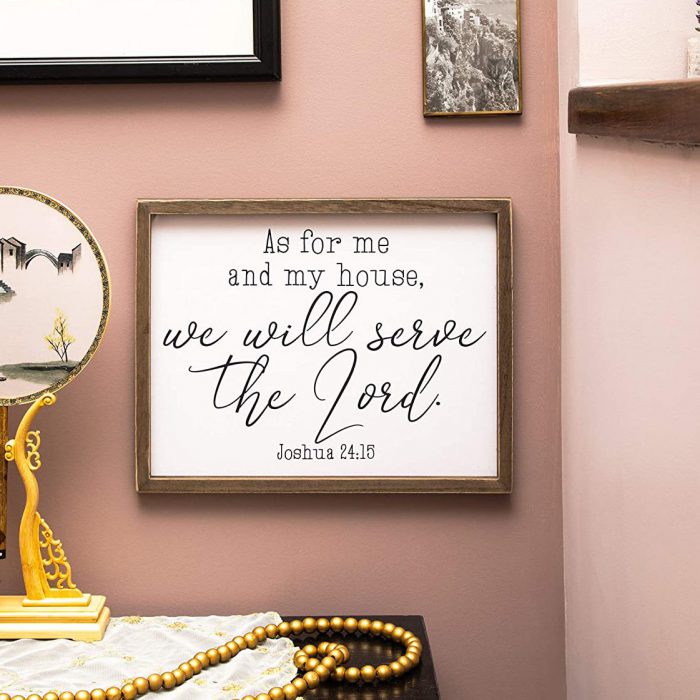 As for me
and my house,
we will serve
the Lord.
Joshua 24:15